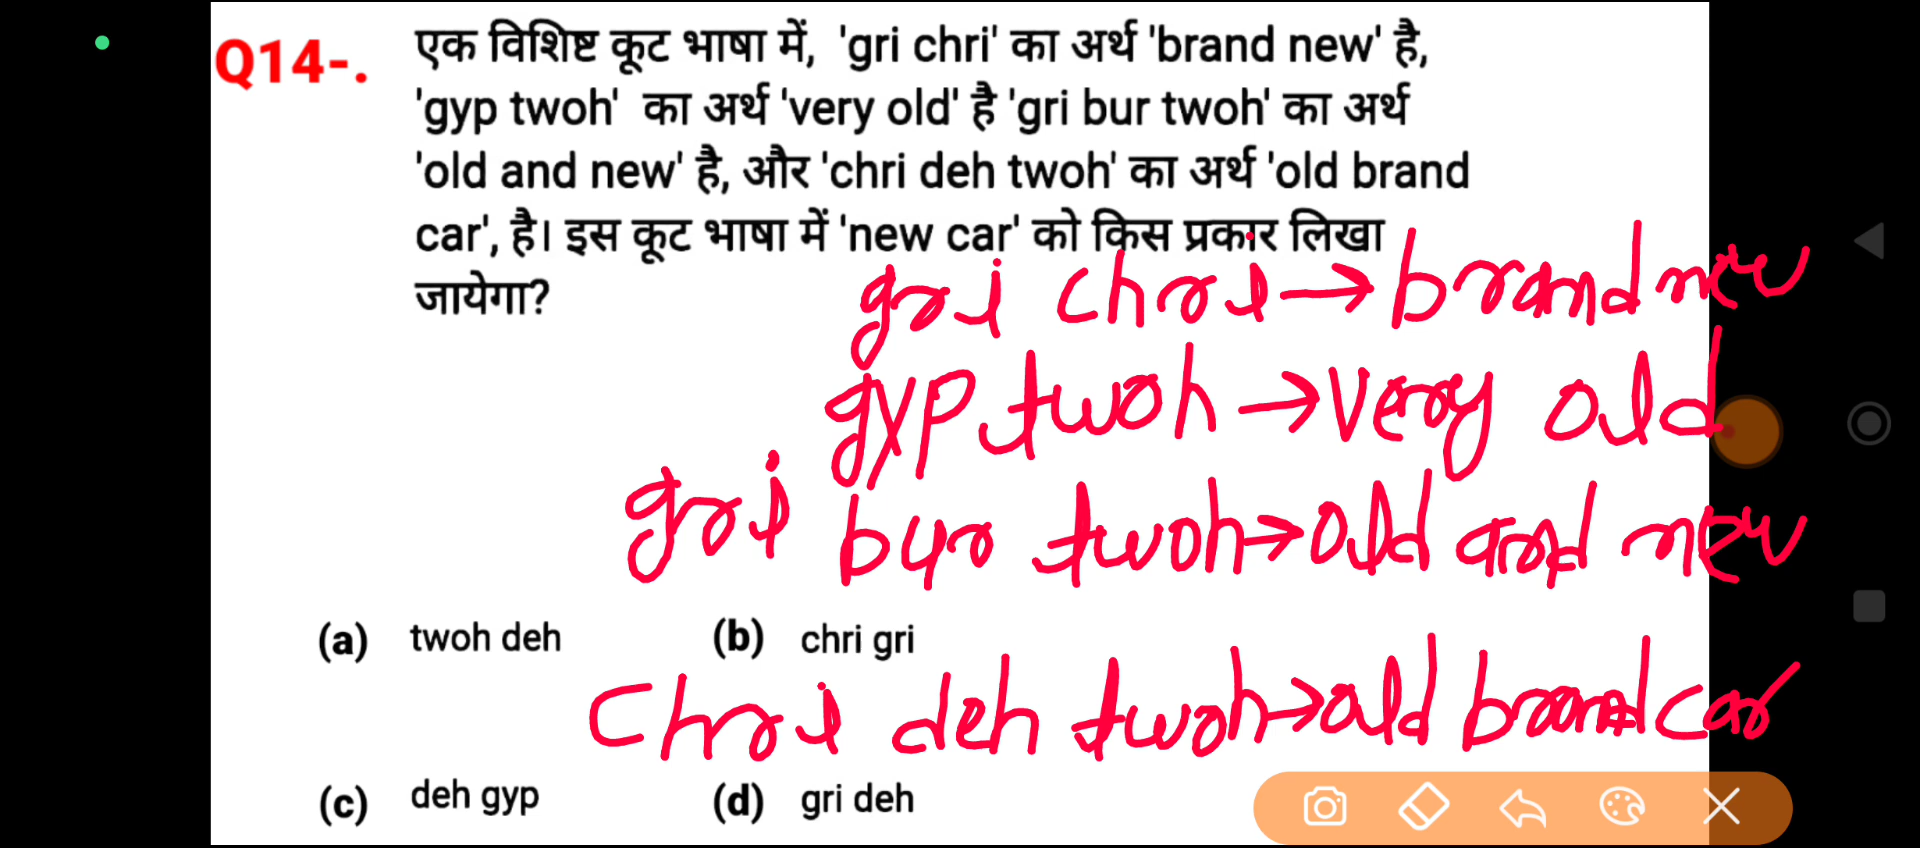 Q14-. एक विशिष्ट कूट भाषा में, 'gri chri' का अर्थ 'brand new' है,
'gyp twoh' का अर्थ 'very old' है 'gri bur twoh' का अर्थ
'old and new' है, और 'chri deh twoh' का अर्थ 'old brand
car', है। इस कूट भाषा में 'new car' को किस प्रकार लिखा
जायेगा?
gri chri→brand new
gyp twoh→very old
gri bur twoh→old and new
(a) twoh deh (b) chri gri
chri deh twoh→old brand car
(c) deh gyp (d) gri deh